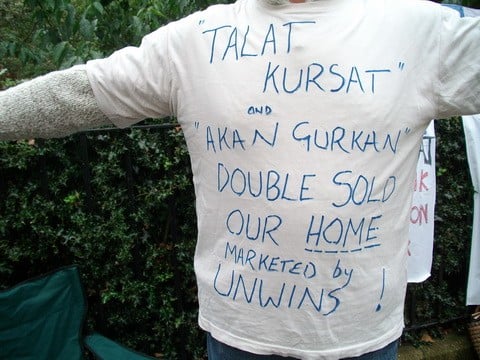 "TALAT
KURSAT"
AND
"AKAN GURKAN"
DOUBLE SOLD
OUR HOME
MARKETED by
UNWINS !